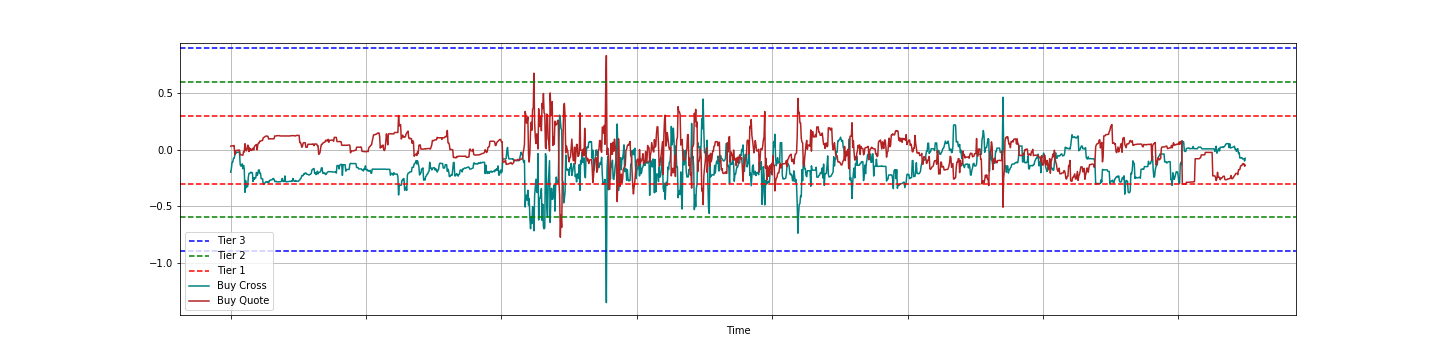 0.5
0.0
−0.5
−1.0
Tier 3
Tier 2
Tier 1
Buy Cross
Buy Quote
Time